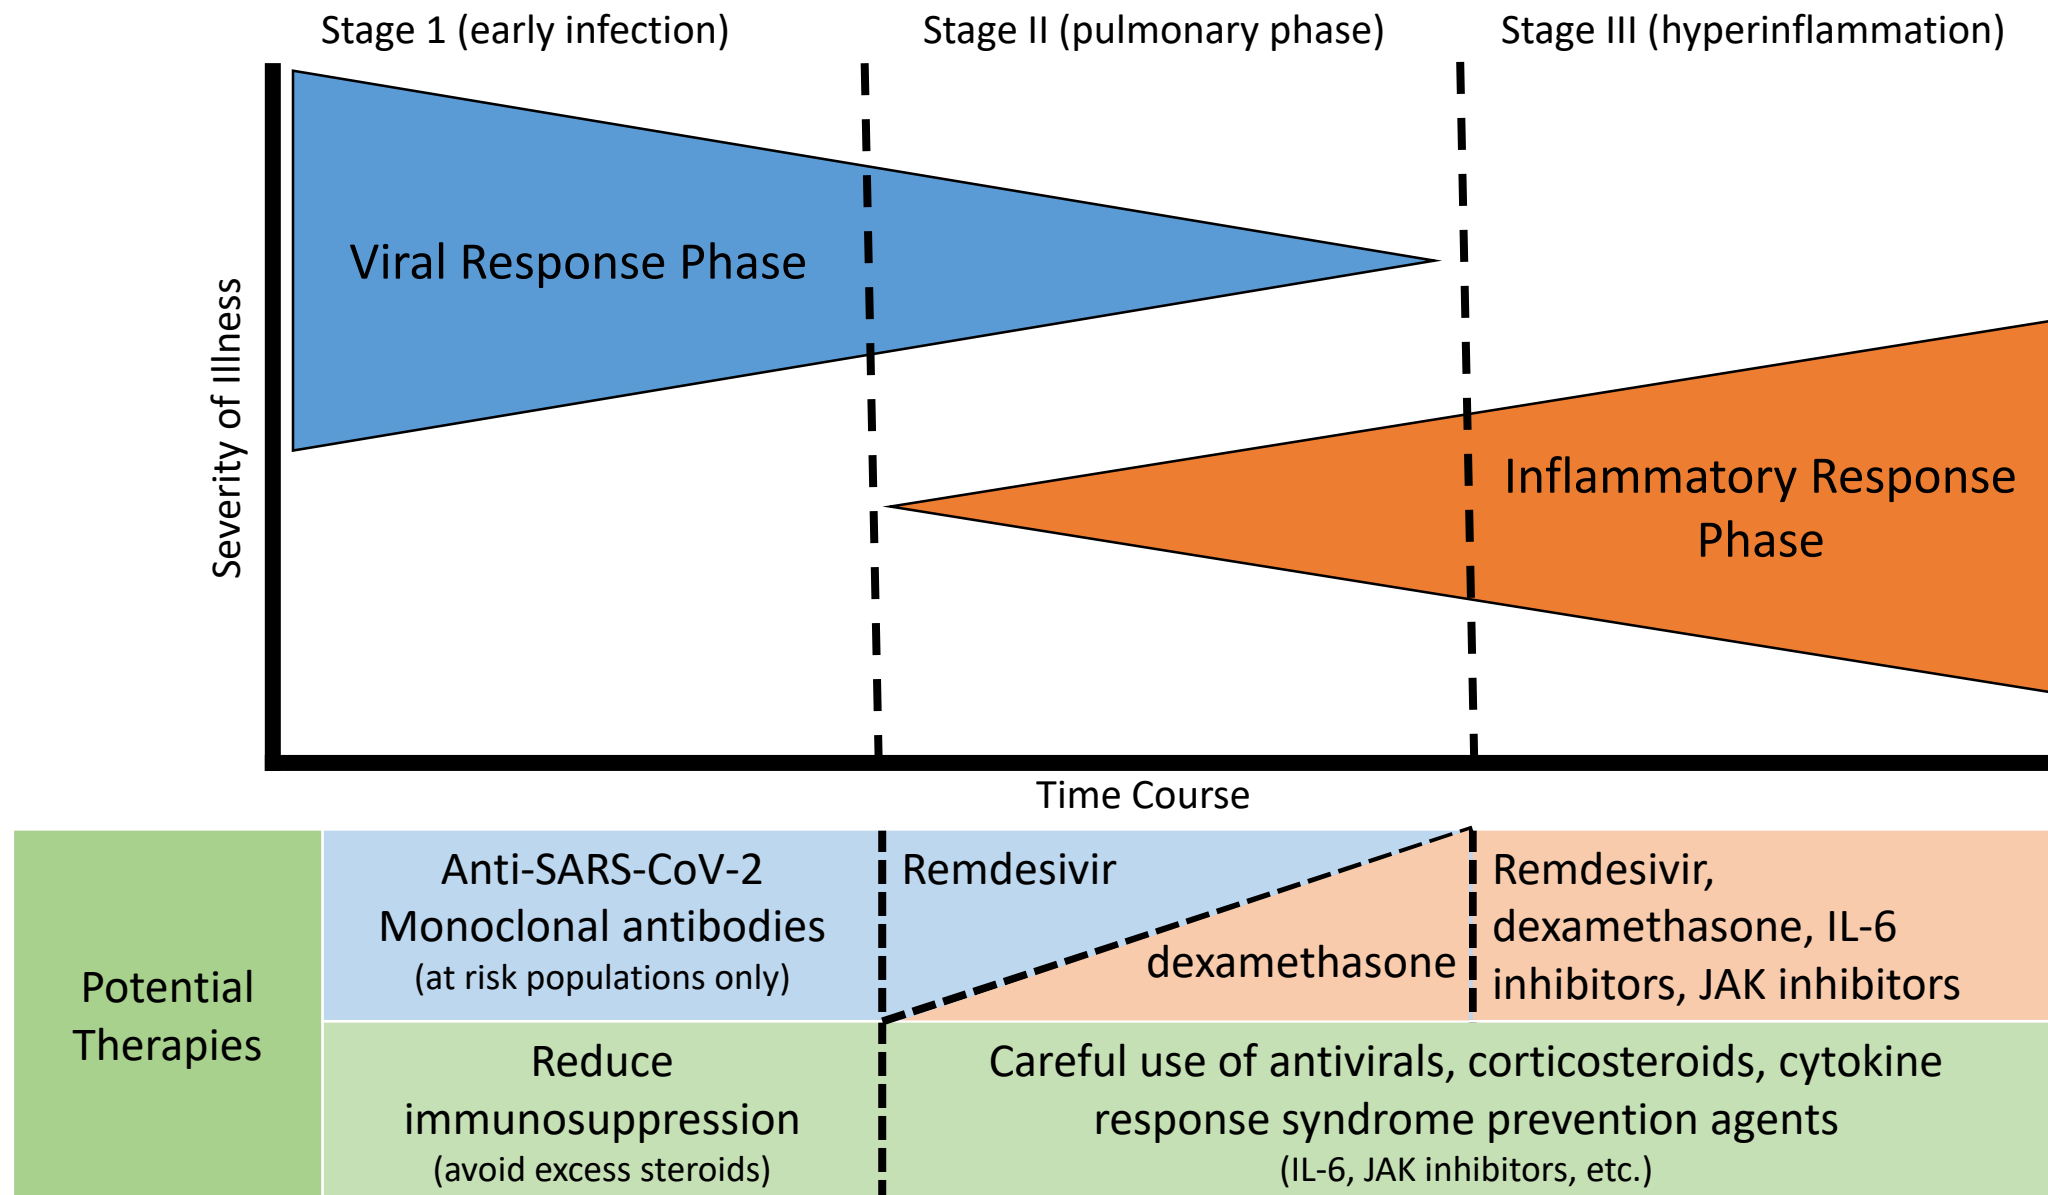 Stage 1 (early infection)
Stage II (pulmonary phase)
Stage III (hyperinflammation)
Severity of Illness
Viral Response Phase
Inflammatory Response
Phase
Time Course
Potential
Therapies
Anti-SARS-CoV-2
Monoclonal antibodies
(at risk populations only)
Remdesivir
dexamethasone
Remdesivir,
dexamethasone, IL-6
inhibitors, JAK inhibitors
Reduce
immunosuppression
(avoid excess steroids)
Careful use of antivirals, corticosteroids, cytokine
response syndrome prevention agents
(IL-6, JAK inhibitors, etc.)